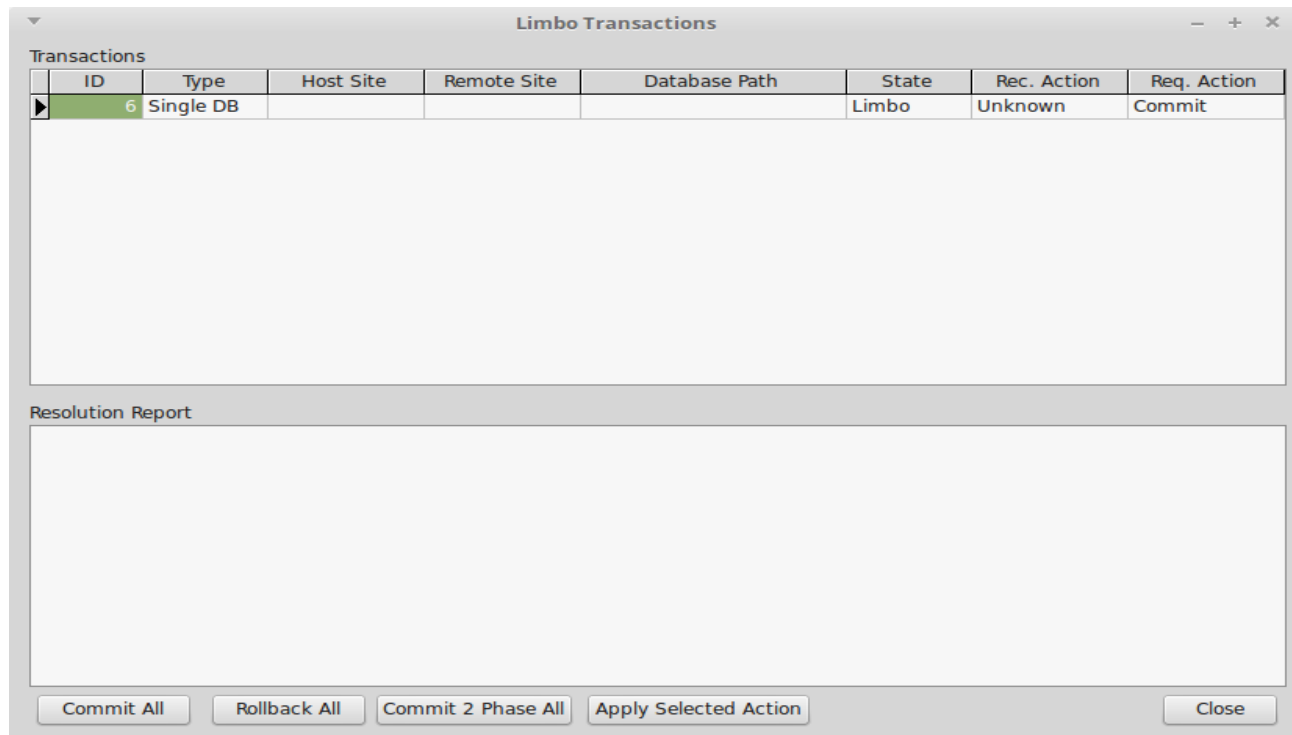 Limbo Transactions
Transactions
ID Type Host Site Remote Site Database Path State Rec. Action Req. Action
6 Single DB Limbo Unknown Commit
Resolution Report
Commit All Rollback All Commit 2 Phase All Apply Selected Action Close